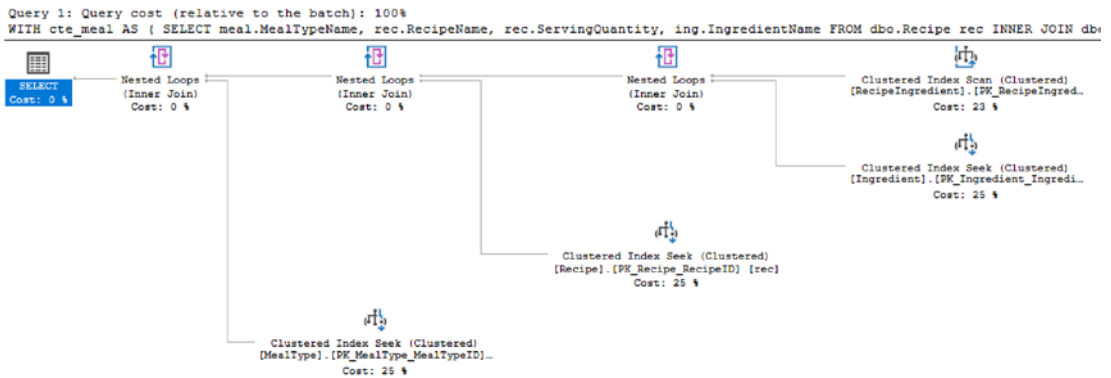 Query 1: Query cost (relative to the batch): 100%
WITH cte_meal AS ( SELECT meal.MealTypeName, rec.RecipeName, rec.ServingQuantity, ing.IngredientName FROM dbo.Recipe rec INNER JOIN dbo
SELECT
Cost: 0 %
Nested Loops
(Inner Join)
Cost: 0 %
Nested Loops
(Inner Join)
Cost: 0 %
Nested Loops
(Inner Join)
Cost: 0 %
Clustered Index Scan (Clustered)
[RecipeIngredient].[PK_RecipeIngred…
Cost: 23 %
Clustered Index Seek (Clustered)
[Ingredient].[PK_Ingredient_Ingredi…
Cost: 25 %
Clustered Index Seek (Clustered)
[Recipe].[PK_Recipe_RecipeID] [rec]
Cost: 25 %
Clustered Index Seek (Clustered)
[MealType].[PK_MealType_MealTypeID]…
Cost: 25 %